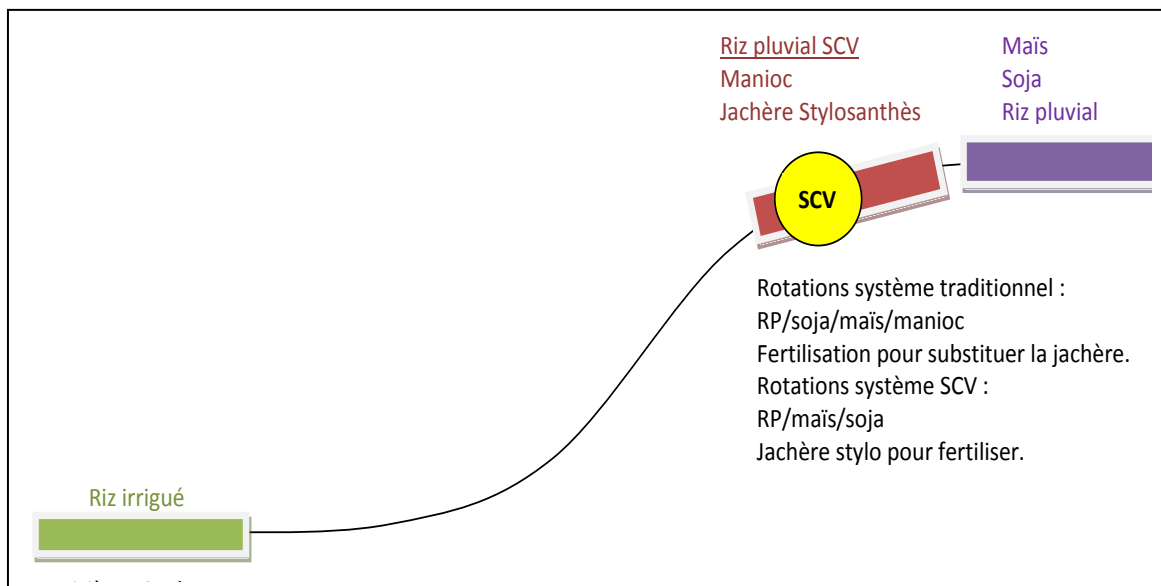 Riz pluvial SCV
Manioc
Jachère Stylosanthès
Maïs
Soja
Riz pluvial
SCV
Rotations système traditionnel :
RP/soja/maïs/manioc
Fertilisation pour substituer la jachère.
Rotations système SCV :
RP/maïs/soja
Jachère stylo pour fertiliser.
Riz irrigué